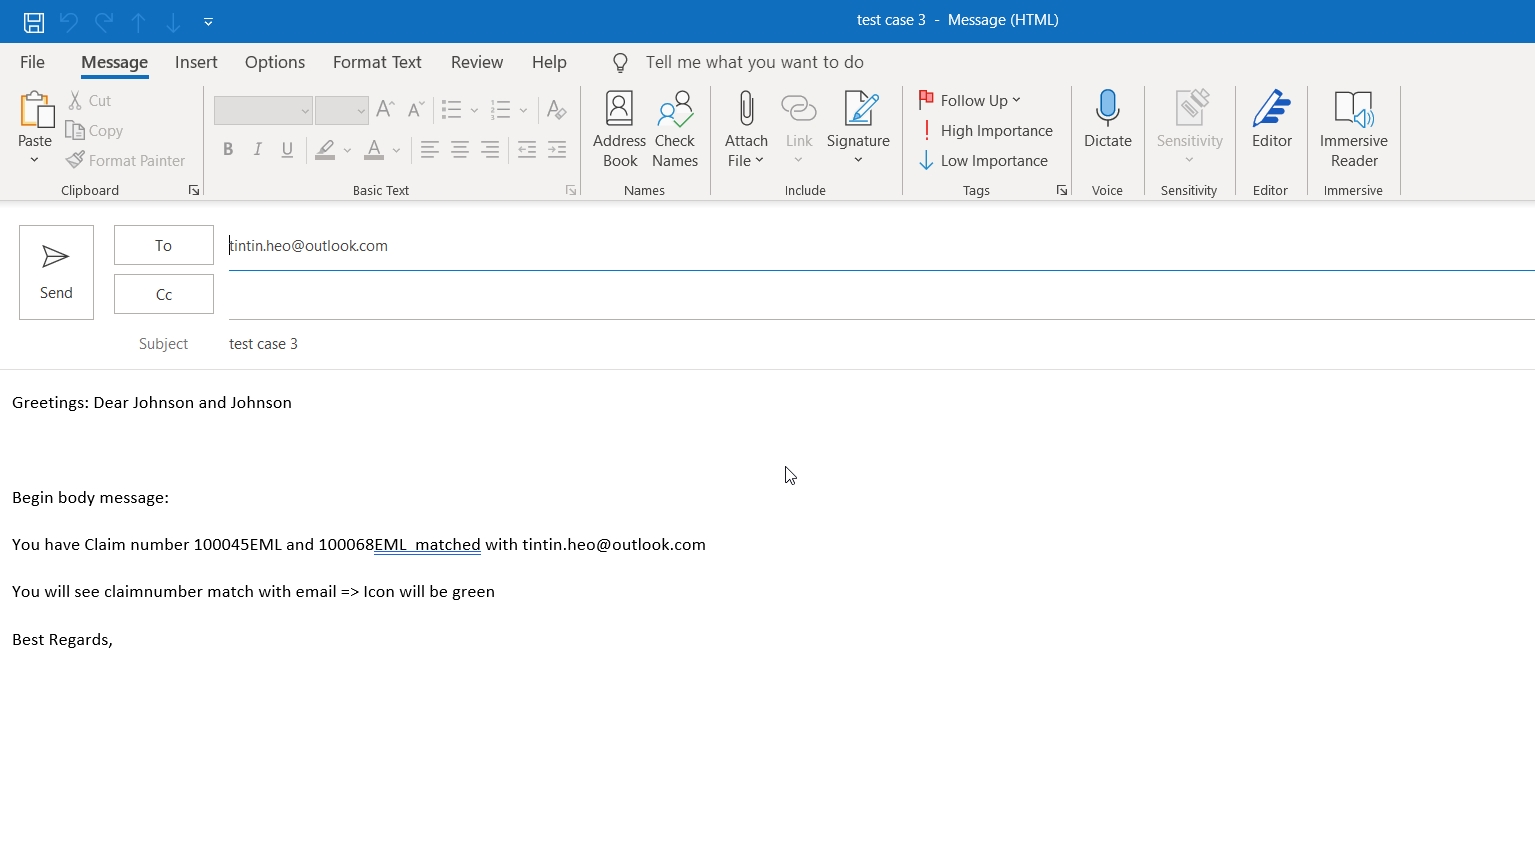 test case 3 - Message (HTML)
File Message Insert Options Format Text Review Help Tell me what you want to do
Paste
Cut
Copy
Format Painter
Clipboard
Basic Text
Address Book
Check Names
Names
Attach File
Link
Signature
Include
Follow Up
High Importance
Low Importance
Tags
Dictate
Voice
Sensitivity
Sensitivity
Editor
Editor
Immersive Reader
Immersive
Send
To tintin.heo@outlook.com
Cc
Subject test case 3
Greetings: Dear Johnson and Johnson
Begin body message:
You have Claim number 100045EML and 100068EML  matched with tintin.heo@outlook.com
You will see claimnumber match with email => Icon will be green
Best Regards,